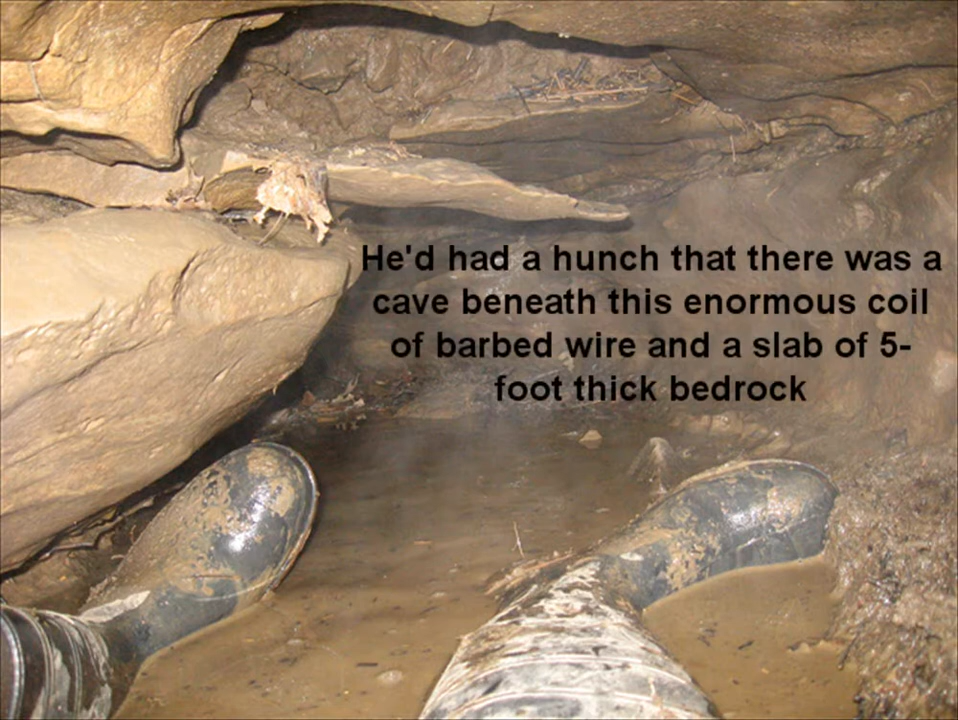 He'd had a hunch that there was a
cave beneath this enormous coil
of barbed wire and a slab of 5-
foot thick bedrock